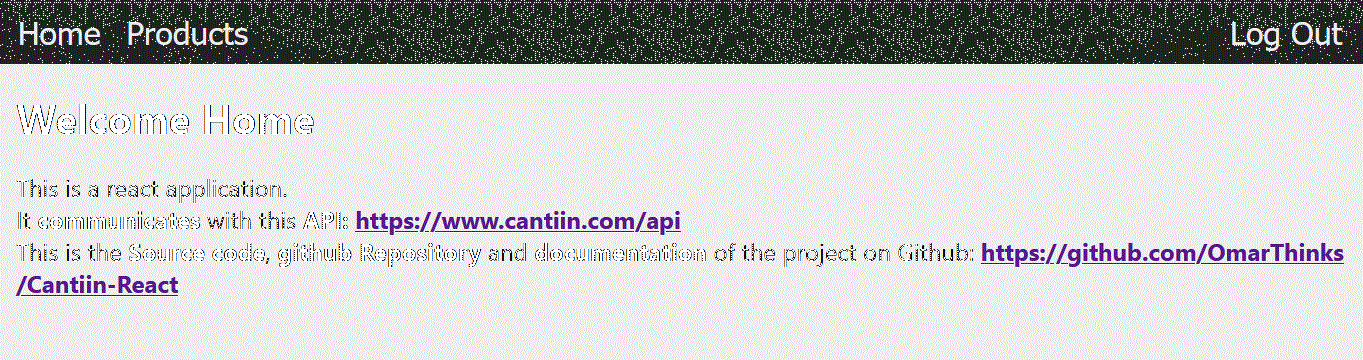 Home Products Log Out
Welcome Home
This is a react application.
It communicates with this API: https://www.cantiin.com/api
This is the Source code, github Repository and documentation of the project on Github: https://github.com/OmarThinks
/Cantiin-React